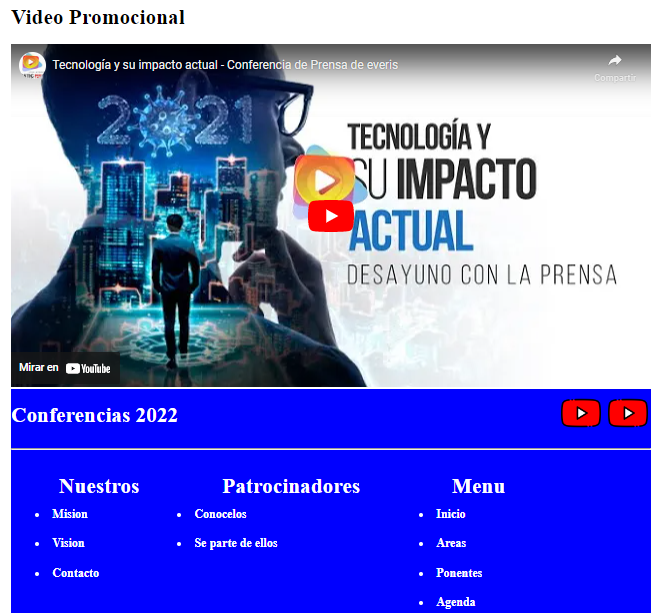 Video Promocional
Tecnología y su impacto actual - Conferencia de Prensa de everis
Compartir
2021
TECNOLOGÍA Y
SU IMPACTO
ACTUAL
DESAYUNO CON LA PRENSA
Mirar en YouTube
Conferencias 2022
Nuestros Patrocinadores Menu
Mision Conocelos Inicio
Vision Se parte de ellos Areas
Contacto Ponentes
Agenda